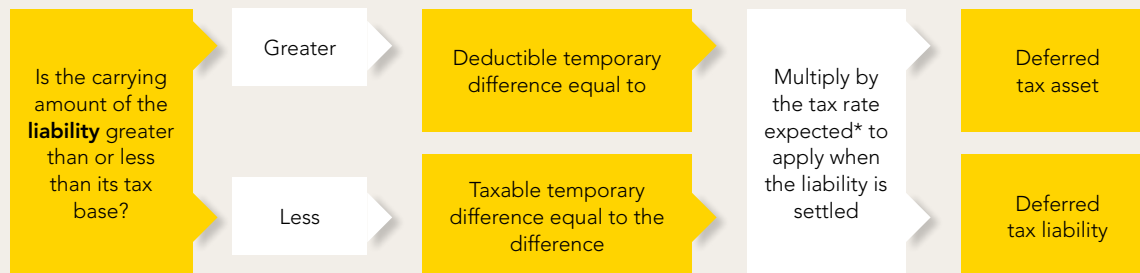 Is the carrying
amount of the
liability greater
than or less
than its tax
base?
Greater
Less
Deductible temporary
difference equal to
Taxable temporary
difference equal to the
difference
Multiply by
the tax rate
expected* to
apply when
the liability is
settled
Deferred
tax asset
Deferred
tax liability